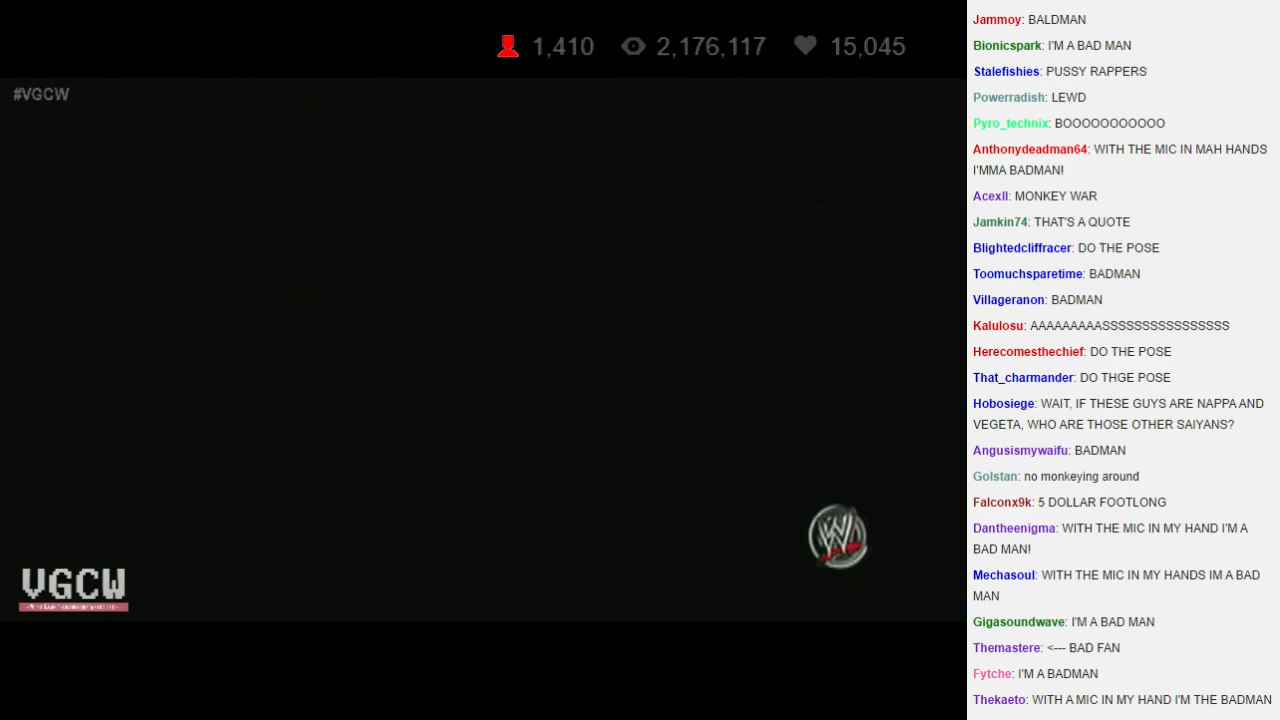 1,410 2,176,117 15,045
#VGCW
VGCW
Jammoy: BALDMAN
Bionicspark: I'M A BAD MAN
Stalefishies: PUSSY RAPPERS
Powerradish: LEWD
Pyro_technix: BOOOOOOOOOOO
Anthonydeadman64: WITH THE MIC IN MAH HANDS
I'MMA BADMAN!
Acexll: MONKEY WAR
Jamkin74: THAT'S A QUOTE
Blightedcliffracer: DO THE POSE
Toomuchsparetime: BADMAN
Villageranon: BADMAN
Kalulosu: AAAAAAAAASSSSSSSSSSSSSSSS
Herecomesthechief: DO THE POSE
That_charmander: DO THGE POSE
Hobosiege: WAIT, IF THESE GUYS ARE NAPPA AND
VEGETA, WHO ARE THOSE OTHER SAIYANS?
Angusismywaifu: BADMAN
Golstan: no monkeying around
Falconx9k: 5 DOLLAR FOOTLONG
Dantheenigma: WITH THE MIC IN MY HAND I'M A
BAD MAN!
Mechasoul: WITH THE MIC IN MY HANDS IM A BAD
MAN
Gigasoundwave: I'M A BAD MAN
Themastere: <--- BAD FAN
Fytche: I'M A BADMAN
Thekaeto: WITH A MIC IN MY HAND I'M THE BADMAN